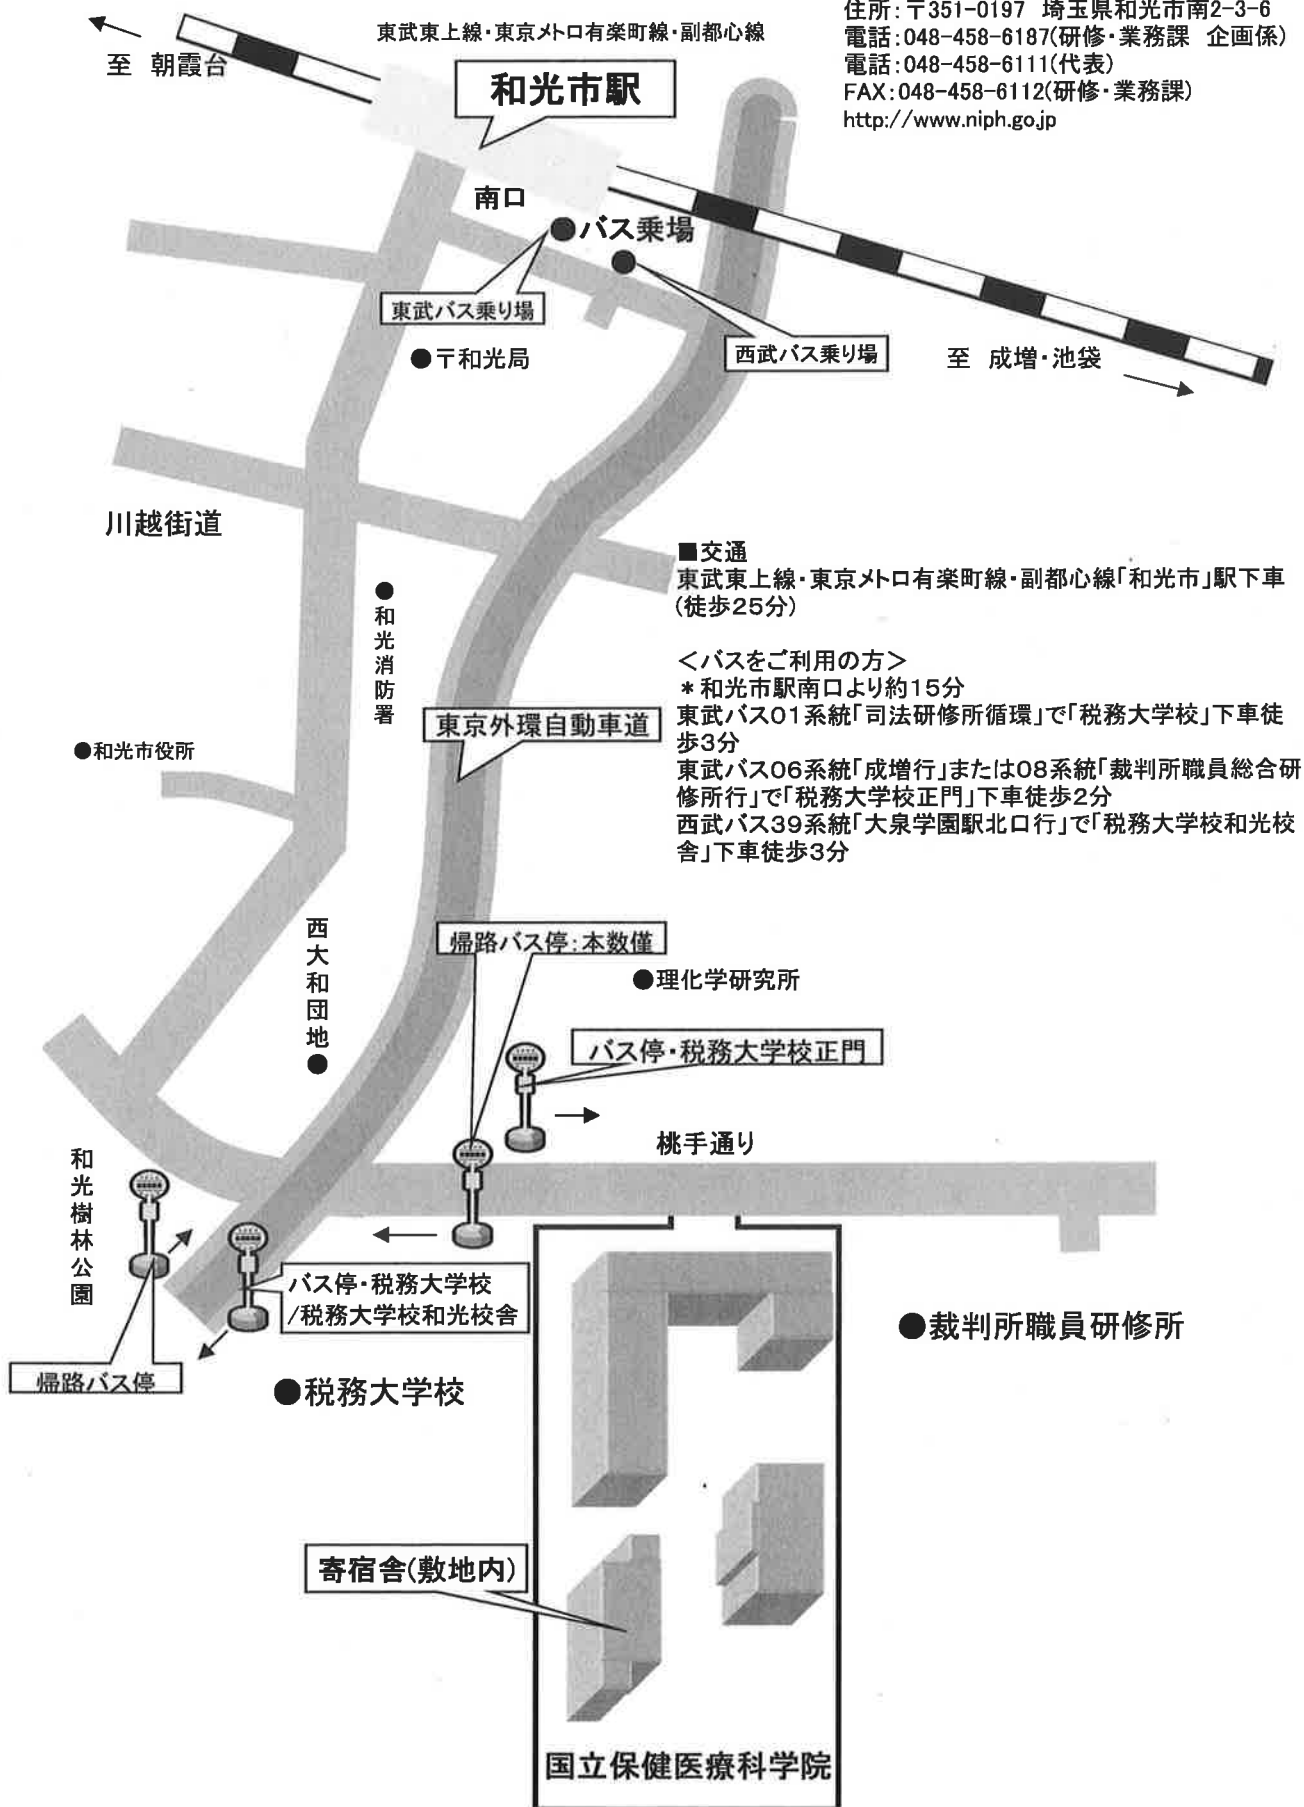 住所:〒351-0197 埼玉県和光市南2-3-6
電話:048-458-6187(研修・業務課 企画係)
電話:048-458-6111(代表)
FAX:048-458-6112(研修・業務課)
http://www.niph.go.jp
東武東上線・東京メトロ有楽町線・副都心線
至 朝霞台
和光市駅
南口
バス乗場
東武バス乗り場
西武バス乗り場
〒和光局
至 成増・池袋
川越街道
■交通
東武東上線・東京メトロ有楽町線・副都心線「和光市」駅下車
(徒歩25分)
<バスをご利用の方>
*和光市駅南口より約15分
東武バス01系統「司法研修所循環」で「税務大学校」下車徒
歩3分
東武バス06系統「成増行」または08系統「裁判所職員総合研
修所行」で「税務大学校正門」下車徒歩2分
西武バス39系統「大泉学園駅北口行」で「税務大学校和光校
舎」下車徒歩3分
和光消防署
東京外環自動車道
和光市役所
西大和団地
帰路バス停:本数僅
理化学研究所
バス停・税務大学校正門
桃手通り
和光樹林公園
バス停・税務大学校
/税務大学校和光校舎
帰路バス停
税務大学校
裁判所職員研修所
寄宿舎(敷地内)
国立保健医療科学院